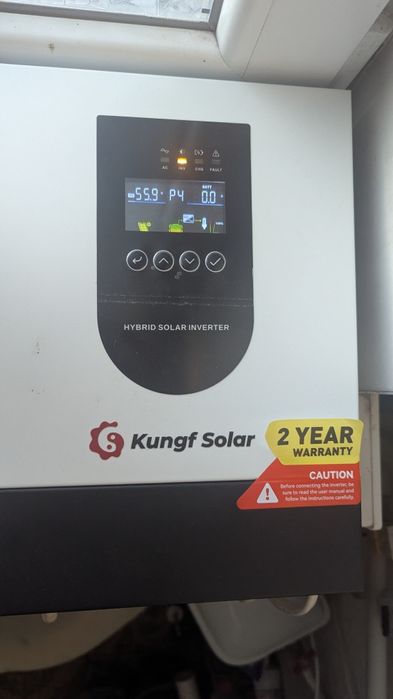 AC INV CHG FAULT
BATT
55.9 P4 0.0
HYBRID SOLAR INVERTER
Kungf Solar
2 YEAR
WARRANTY
CAUTION
Before connecting the inverter, be
sure to read the user manual and
follow the instructions carefully.